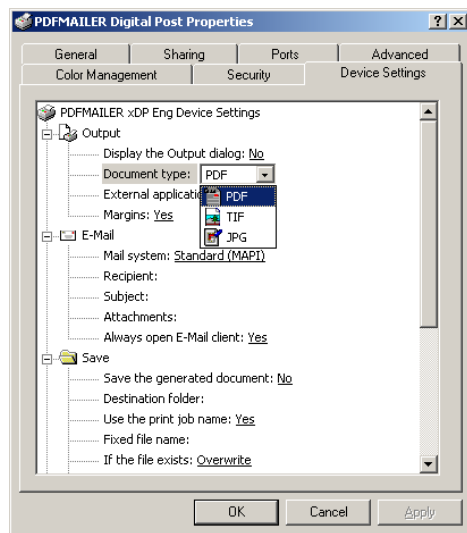 PDFMAILER Digital Post Properties
General Sharing Ports Advanced
Color Management Security Device Settings
PDFMAILER xDP Eng Device Settings
Output
Display the Output dialog: No
Document type: PDF
External applicati PDF
TIF
Margins: Yes
JPG
E-Mail
Mail system: Standard (MAPI)
Recipient:
Subject:
Attachments:
Always open E-Mail client: Yes
Save
Save the generated document: No
Destination folder:
Use the print job name: Yes
Fixed file name:
If the file exists: Overwrite
OK Cancel Apply